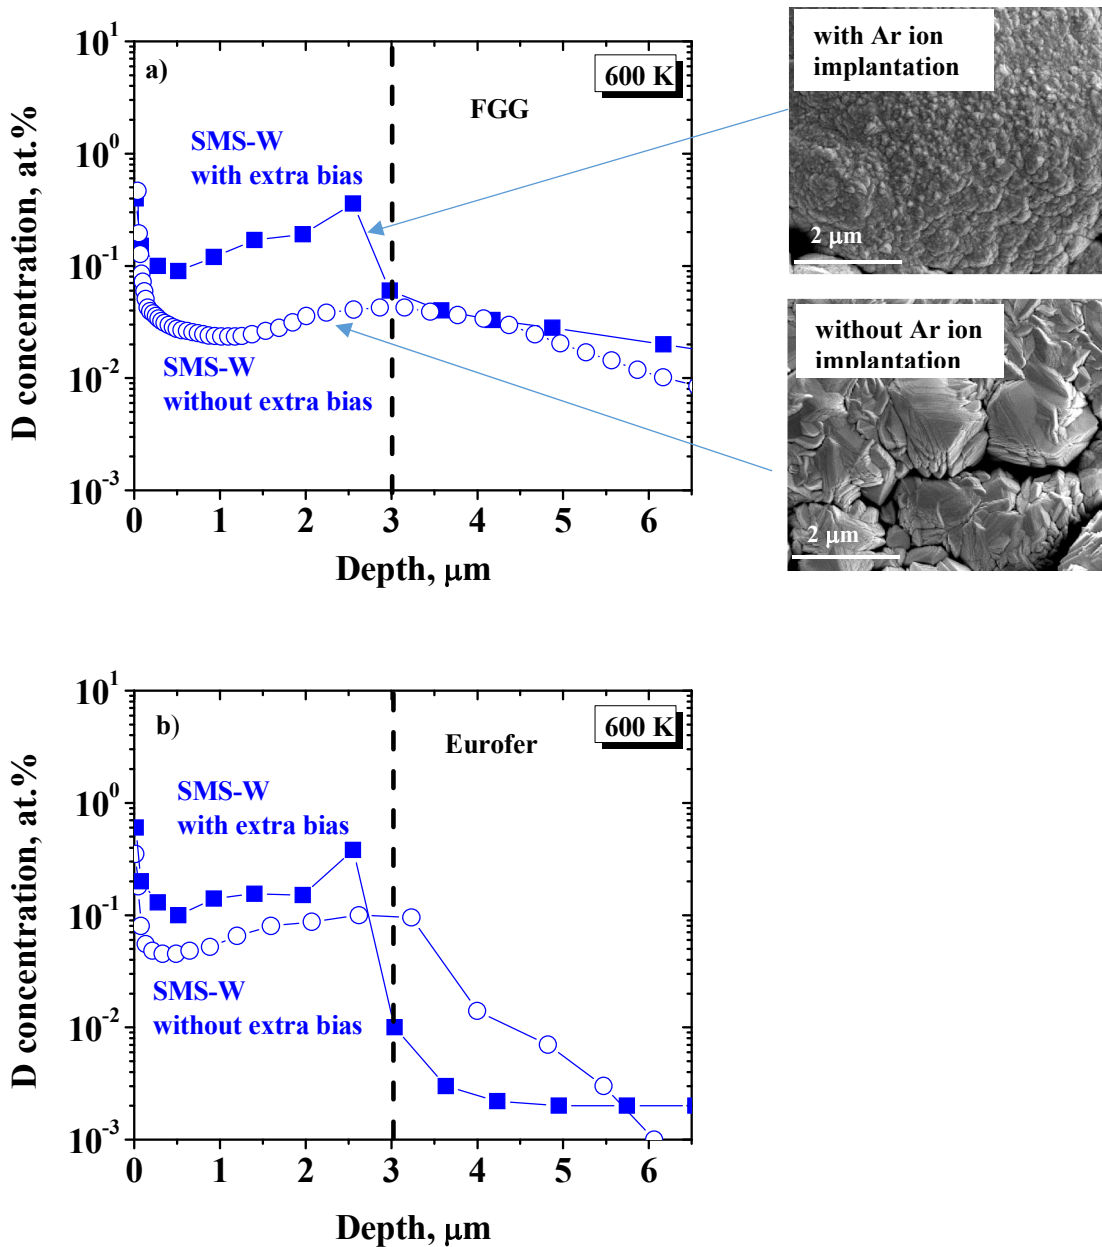 a)
600 K
FGG
SMS-W
with extra bias
SMS-W
without extra bias
D concentration, at.%
10^1
10^0
10^-1
10^-2
10^-3
0 1 2 3 4 5 6
Depth, μm
with Ar ion
implantation
2 μm
without Ar ion
implantation
2 μm
b)
600 K
Eurofer
SMS-W
with extra bias
SMS-W
without extra bias
D concentration, at.%
10^1
10^0
10^-1
10^-2
10^-3
0 1 2 3 4 5 6
Depth, μm